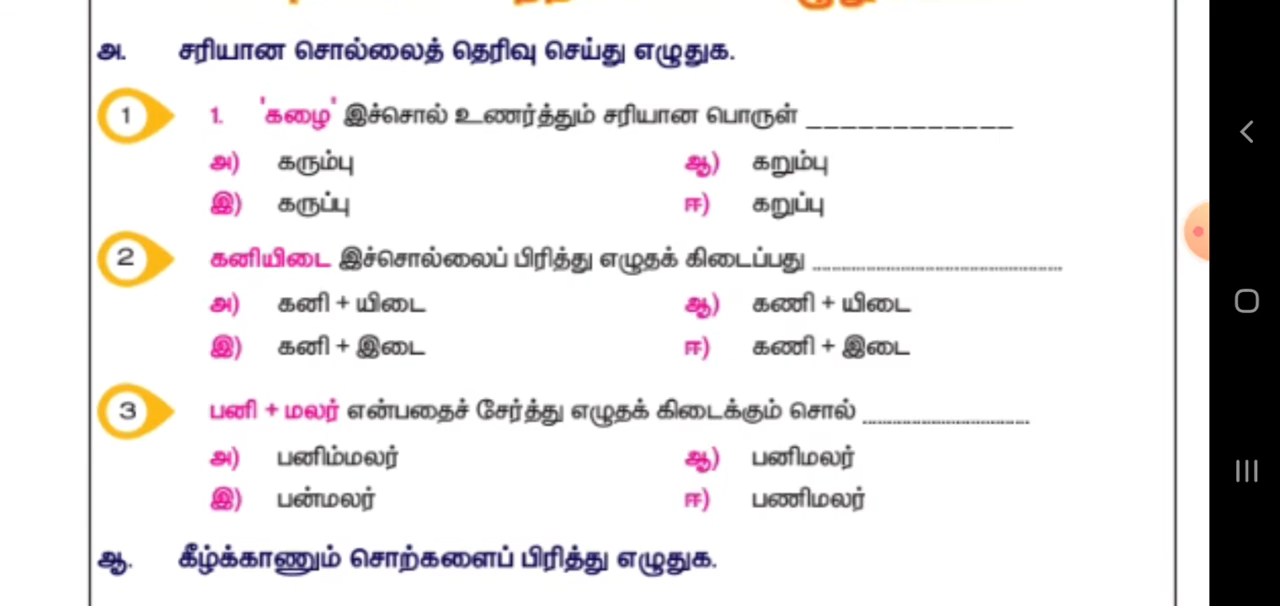 அ. சரியான சொல்லைத் தெரிவு செய்து எழுதுக.
1 1. 'கழை' இச்சொல் உணர்த்தும் சரியான பொருள் ____________
அ) கரும்பு ஆ) கறும்பு
இ) கருப்பு ஈ) கறுப்பு
2 கனியிடை இச்சொல்லைப் பிரித்து எழுதக் கிடைப்பது ....................
அ) கனி + யிடை ஆ) கணி + யிடை
இ) கனி + இடை ஈ) கணி + இடை
3 பனி + மலர் என்பதைச் சேர்த்து எழுதக் கிடைக்கும் சொல் ....................
அ) பனிம்மலர் ஆ) பனிமலர்
இ) பன்மலர் ஈ) பணிமலர்
ஆ. கீழ்க்காணும் சொற்களைப் பிரித்து எழுதுக.